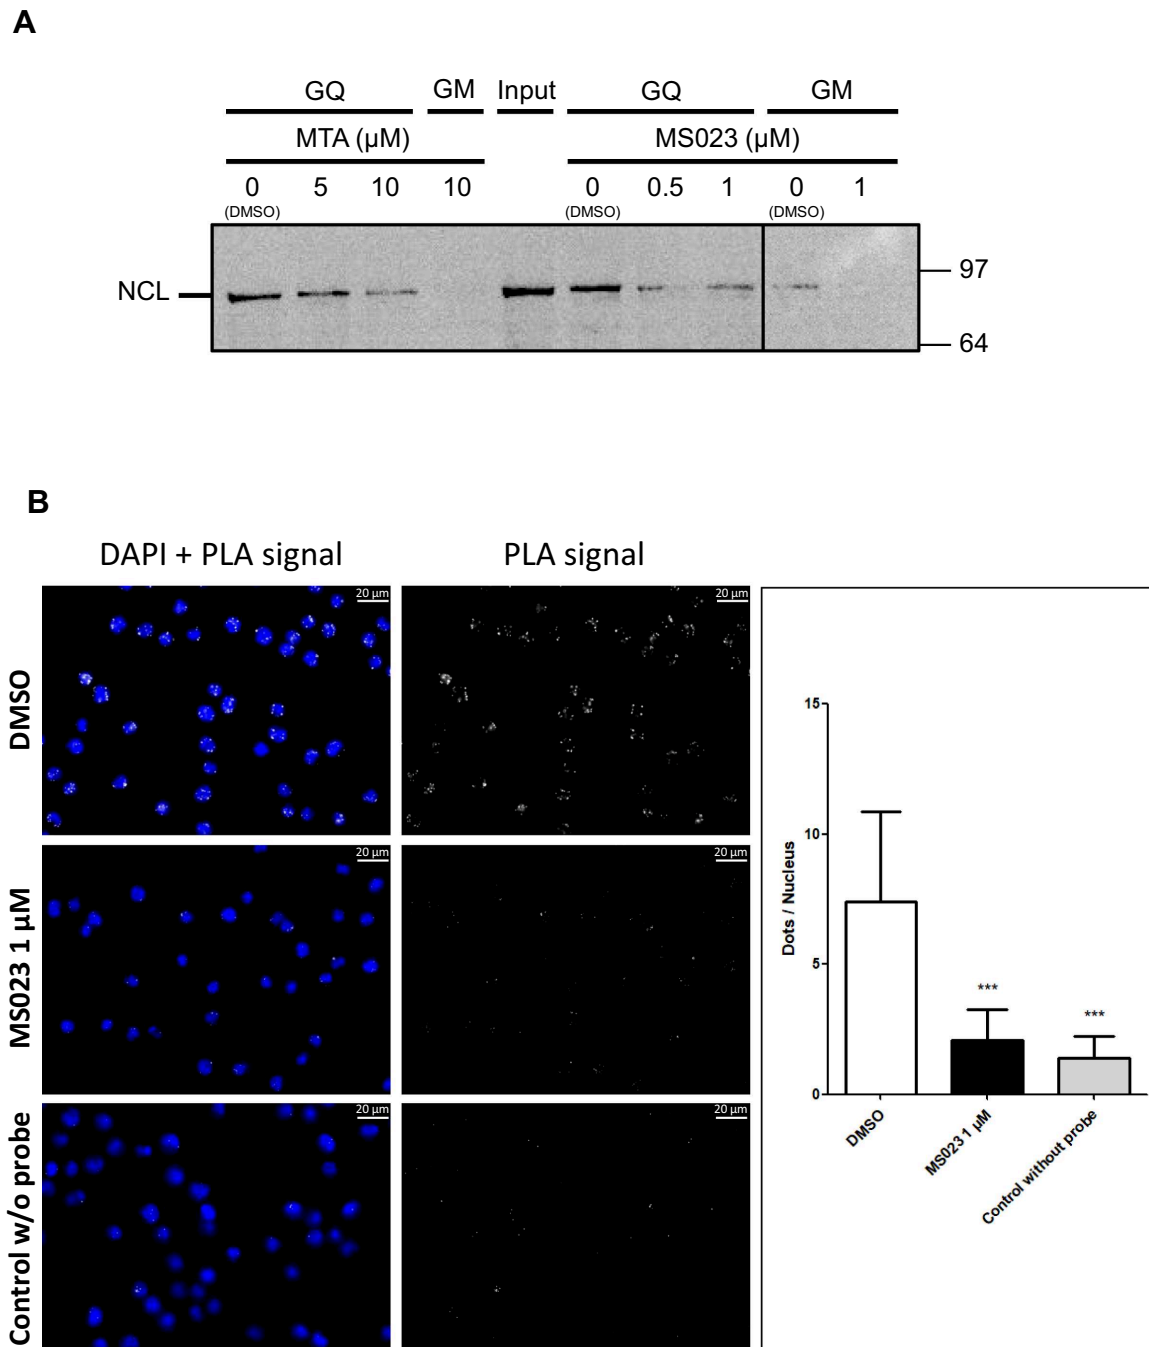 A
GQ GM Input GQ GM
MTA (µM) MS023 (µM)
0 5 10 10 0 0.5 1 0 1
(DMSO) (DMSO) (DMSO)
NCL
97
64
B
DAPI + PLA signal PLA signal
20 µm 20 µm
DMSO
20 µm 20 µm
MS023 1 µM
20 µm 20 µm
Control w/o probe
Dots / Nucleus
15
10
5
0
***
***
DMSO
MS023 1 µM
Control without probe